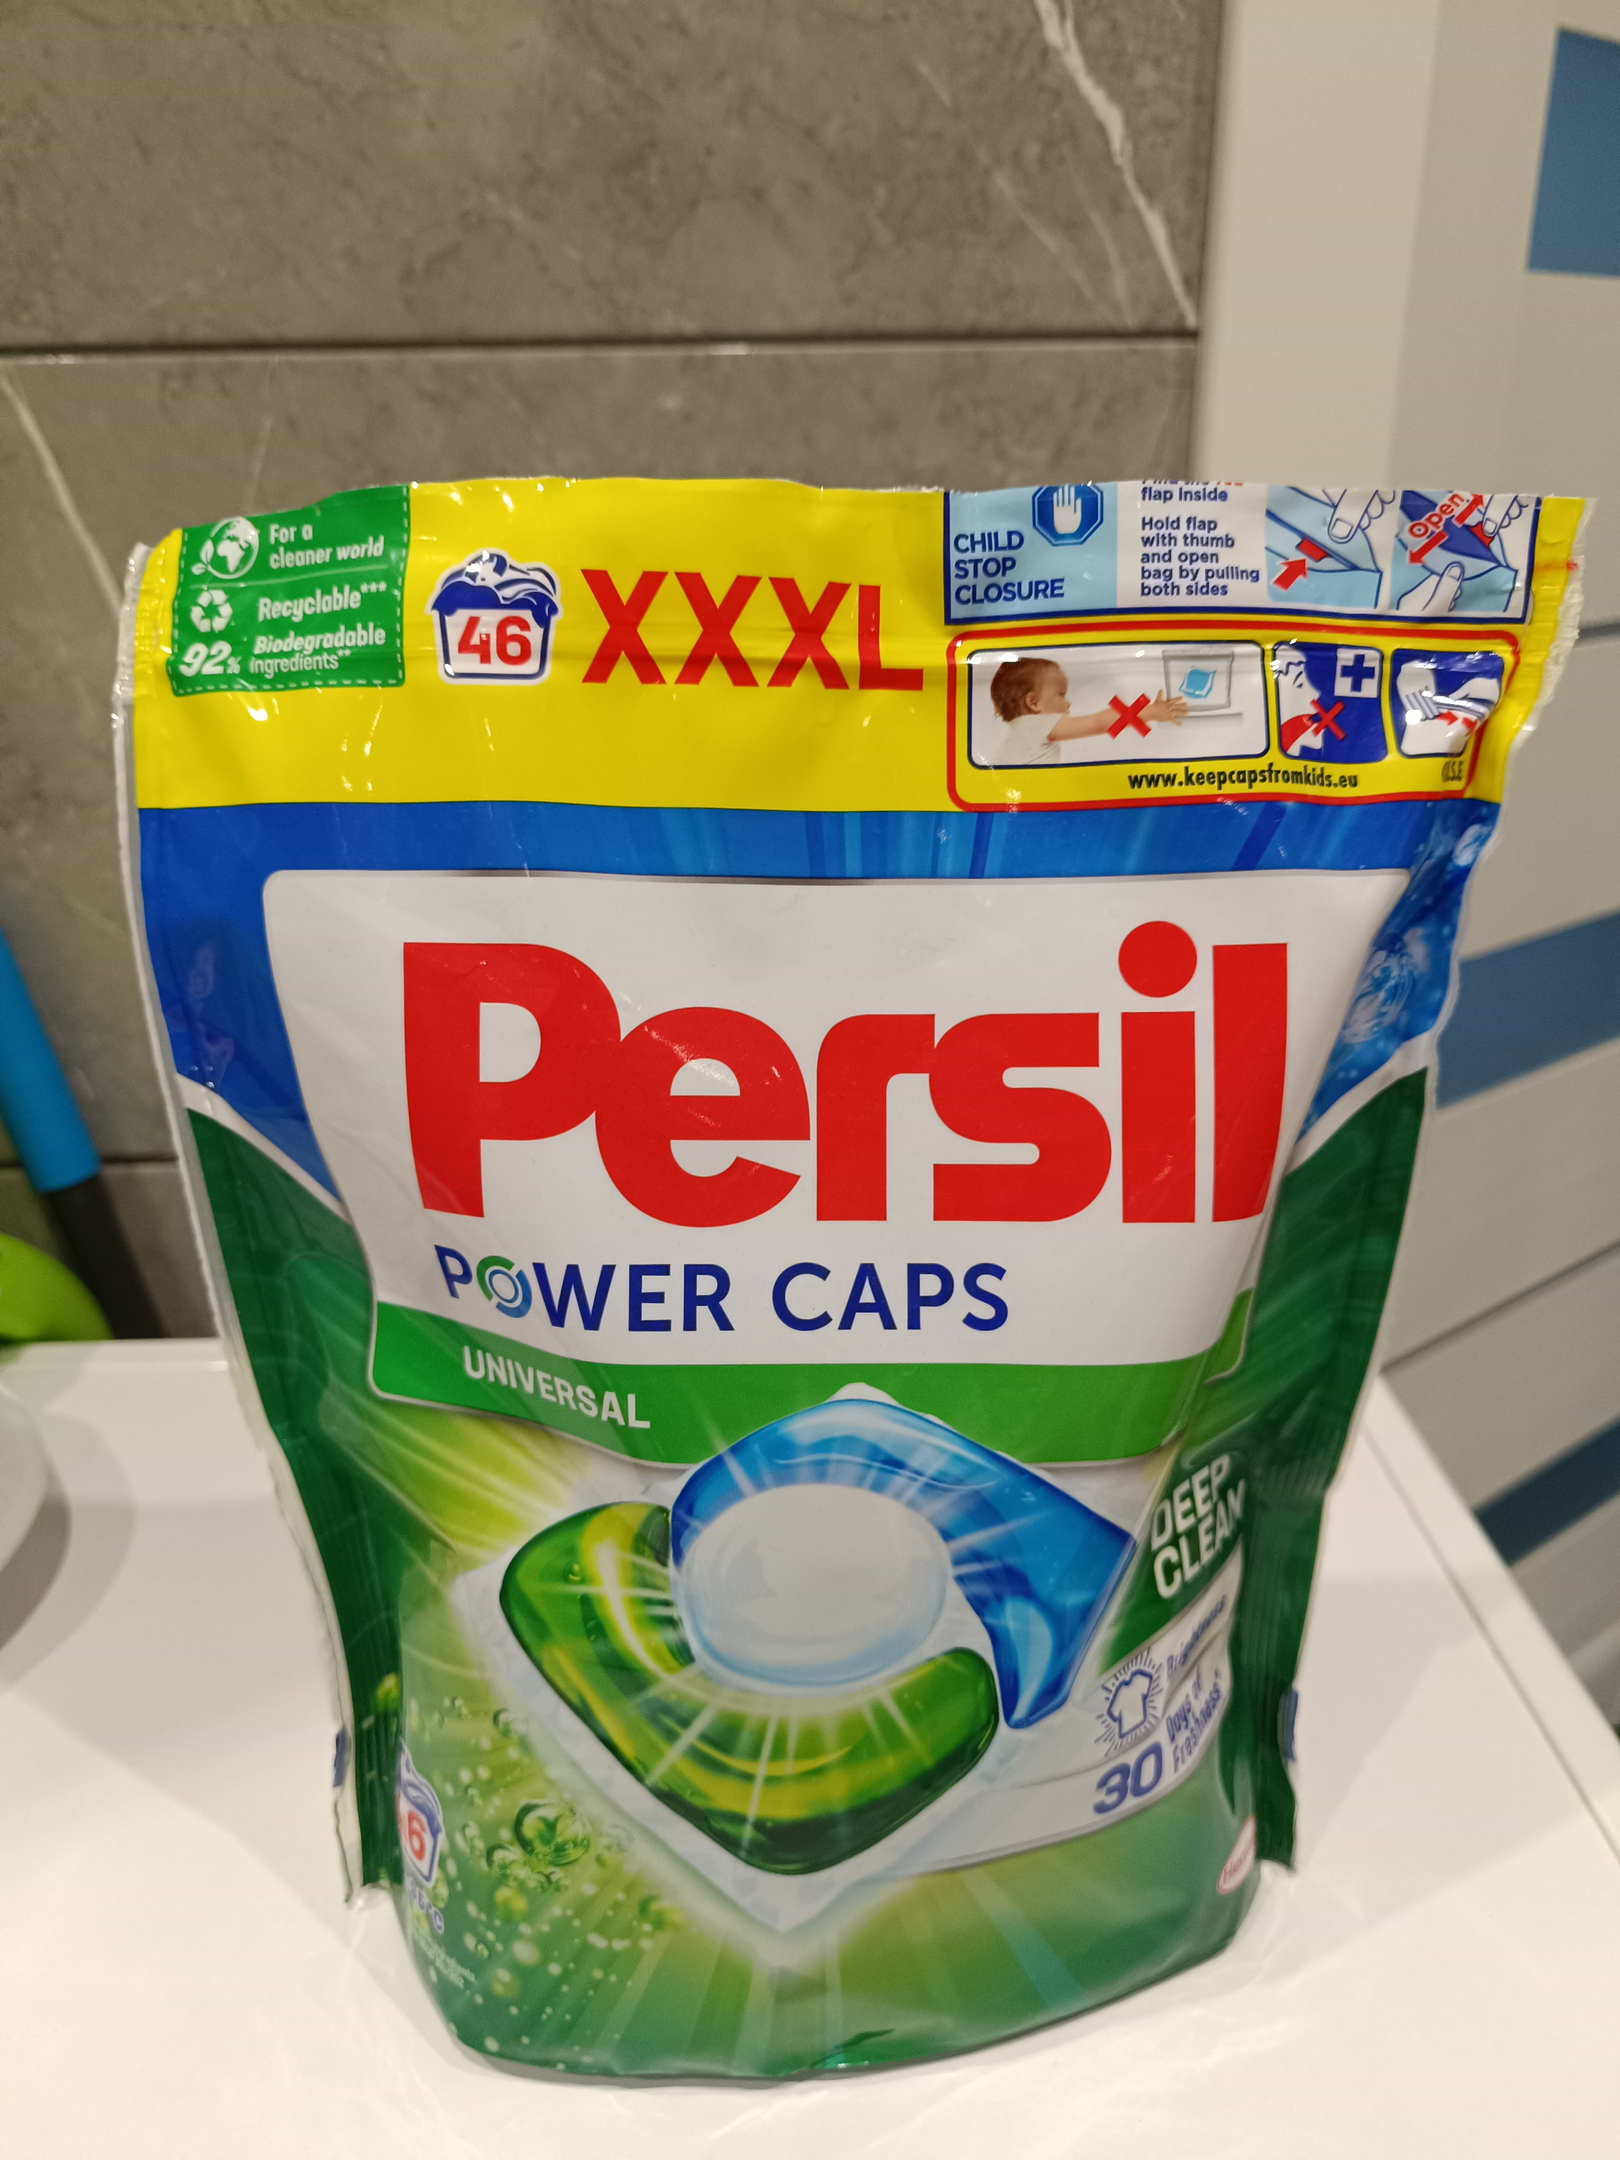 For a
cleaner world
Recyclable***
92% Biodegradable
ingredients**
46
XXXL
CHILD
STOP
CLOSURE
flap inside
Hold flap
with thumb
and open
bag by pulling
both sides
Open
www.keepcapsfromkids.eu
Persil
POWER CAPS
UNIVERSAL
DEEP
CLEAN
Brightness
30 Days of
Freshness